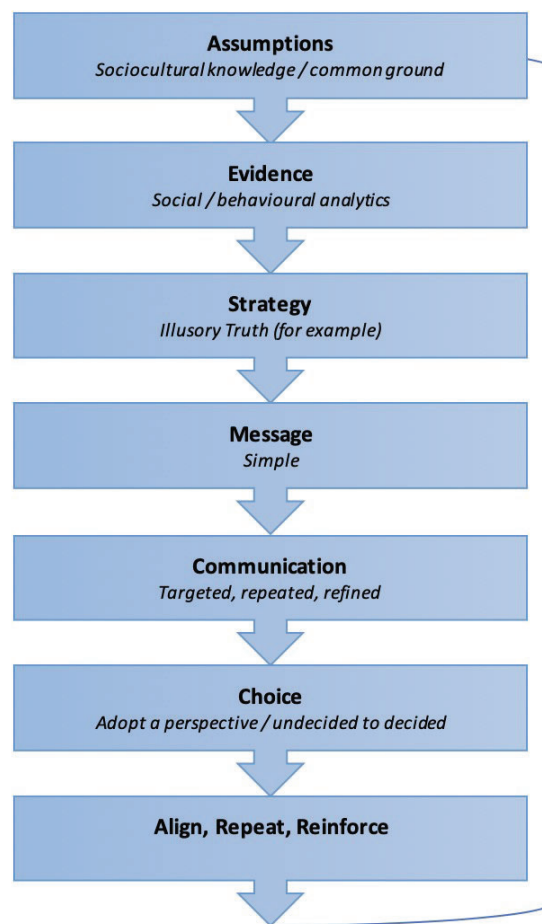 Assumptions
Sociocultural knowledge / common ground
Evidence
Social / behavioural analytics
Strategy
Illusory Truth (for example)
Message
Simple
Communication
Targeted, repeated, refined
Choice
Adopt a perspective / undecided to decided
Align, Repeat, Reinforce